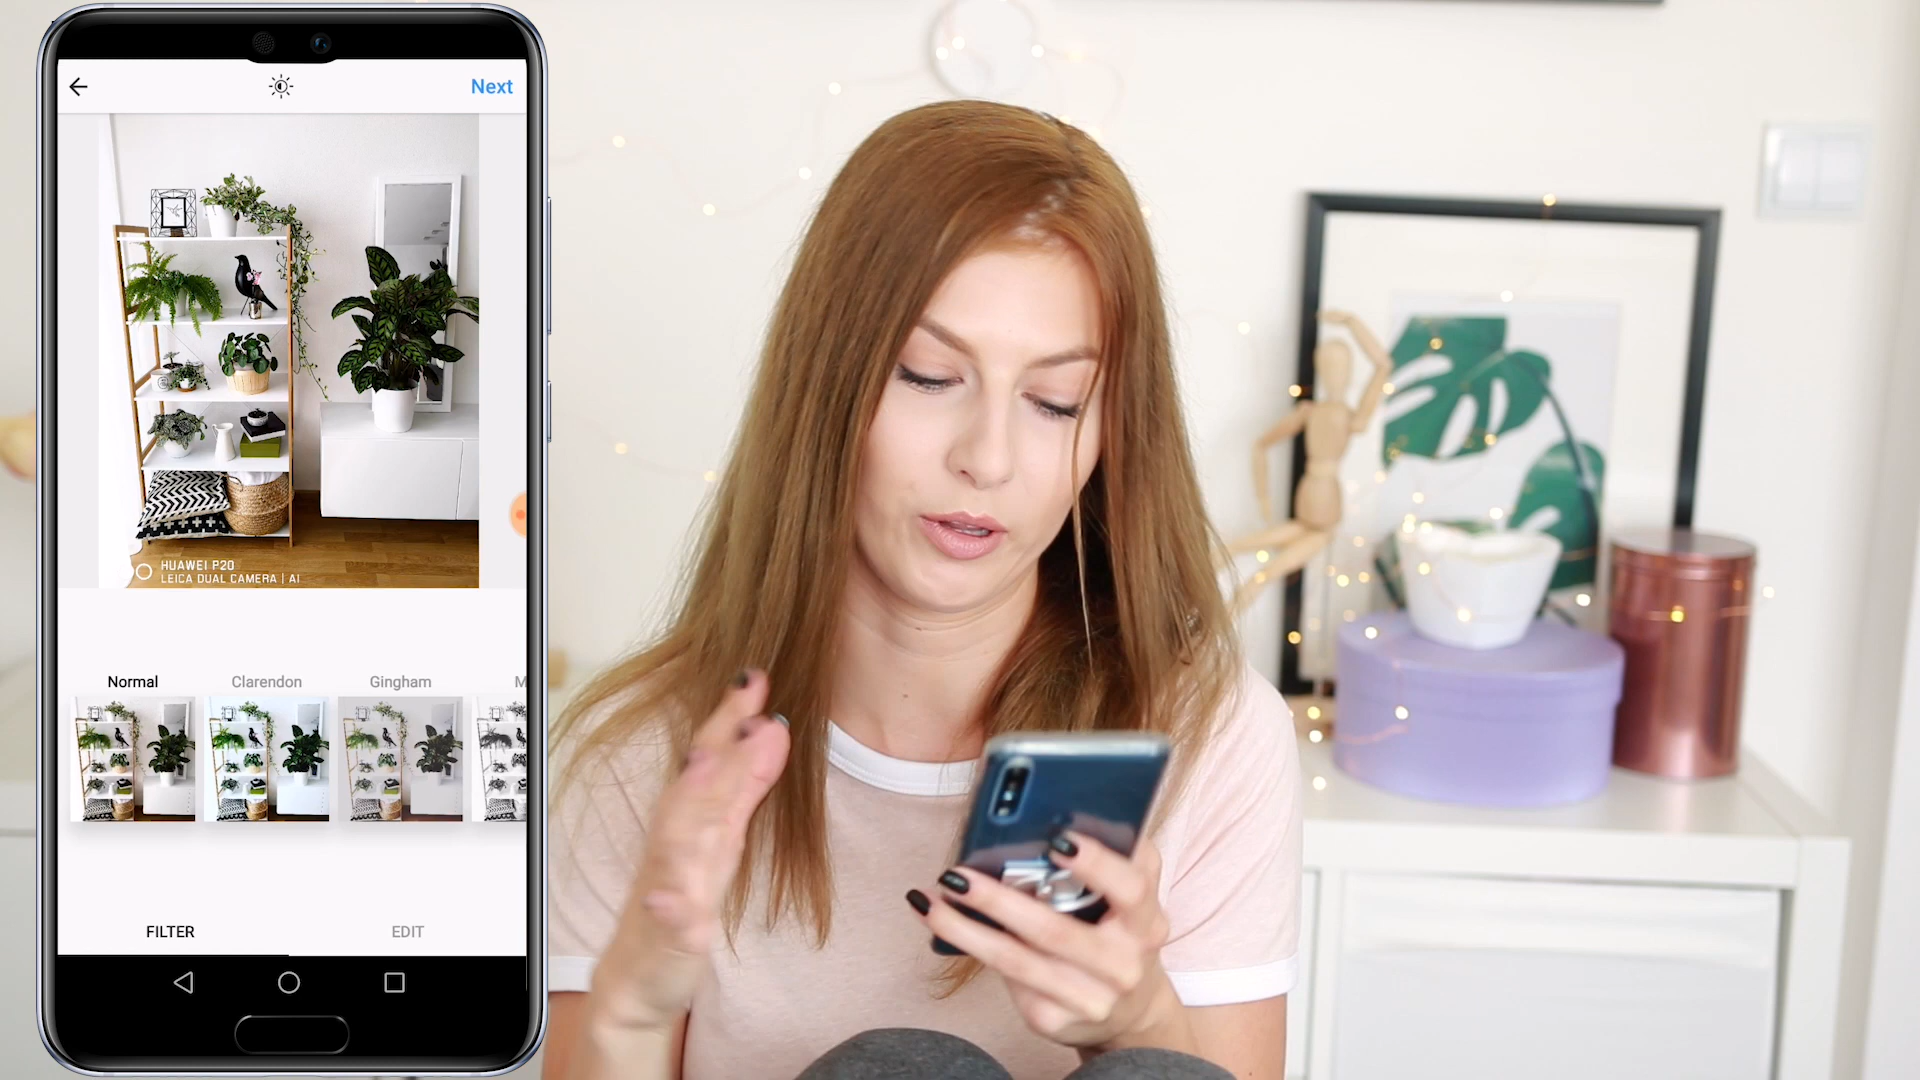 Next
HUAWEI P20
LEICA DUAL CAMERA | AI
Normal
Clarendon
Gingham
M
FILTER
EDIT